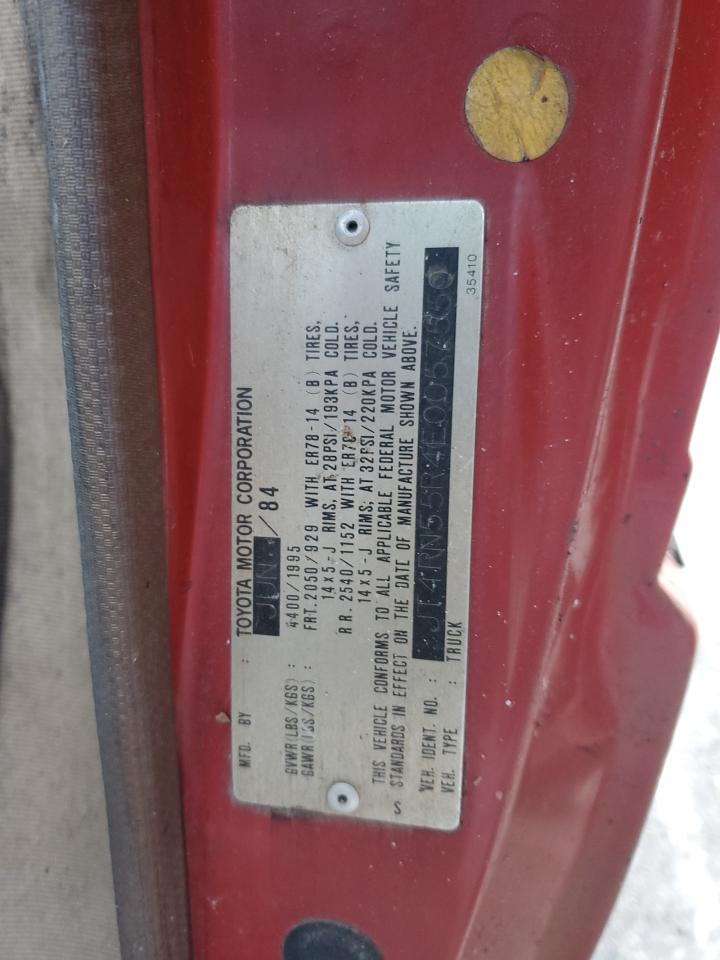 MFD. BY : TOYOTA MOTOR CORPORATION
JUN /84
GVWR(LBS/KGS) : 4400/1995
GAWR(LBS/KGS) : FRT. 2050/929 WITH ER78-14 (B) TIRES,
14x5-J RIMS, AT 28PSI/193KPA COLD.
RR. 2540/1152 WITH ER78-14 (B) TIRES,
14x5-J RIMS; AT 32PSI/220KPA COLD.
THIS VEHICLE CONFORMS TO ALL APPLICABLE FEDERAL MOTOR VEHICLE SAFETY
S STANDARDS IN EFFECT ON THE DATE OF MANUFACTURE SHOWN ABOVE.
VEH. IDENT. NO. : JT4RN55R4E0057550
VEH. TYPE : TRUCK
35410